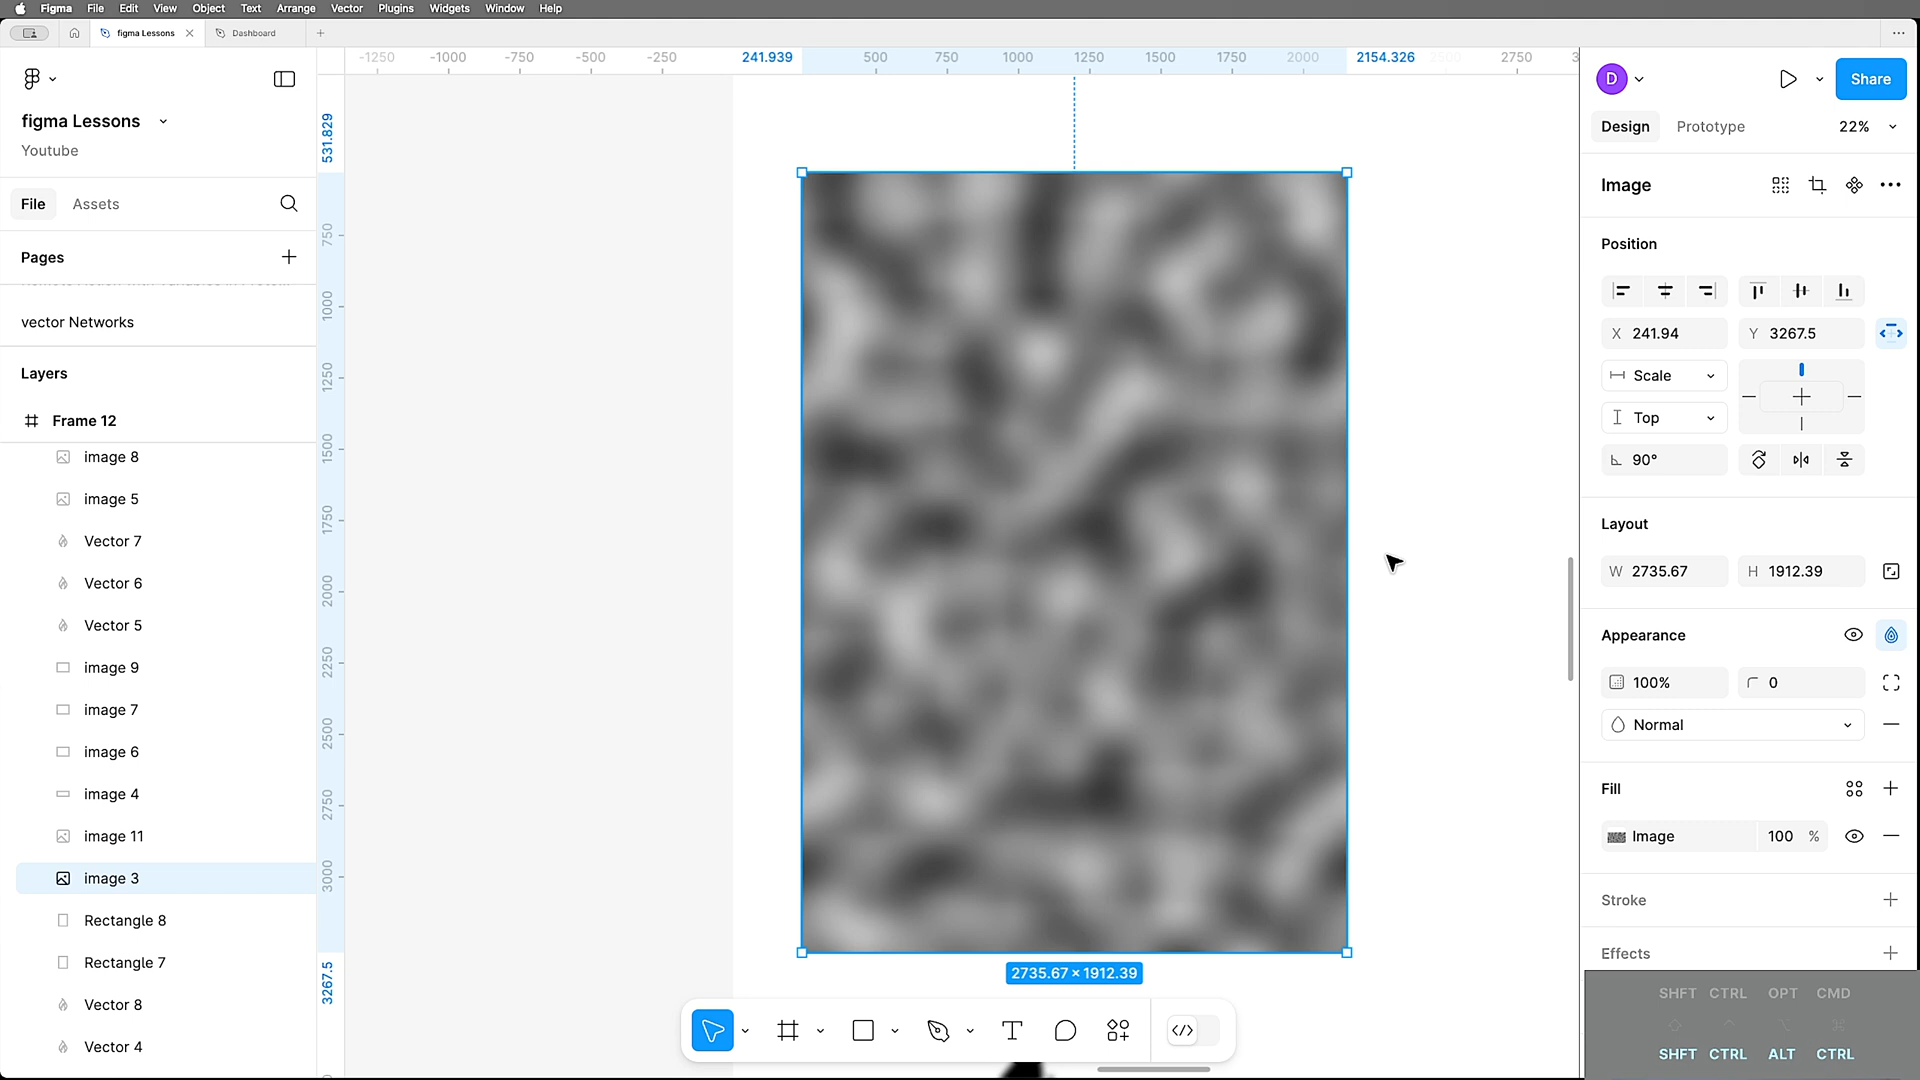 Figma File Edit View Object Text Arrange Vector Plugins Widgets Window Help
figma Lessons Dashboard
-1250 -1000 -750 -500 -250 241.939 500 750 1000 1250 1500 1750 2000 2154.326 2500 2750 3
531.829
750
1000
1250
1500
1750
2000
2250
2500
2750
3000
3267.5
figma Lessons
Youtube
File Assets
Pages
vector Networks
Layers
Frame 12
image 8
image 5
Vector 7
Vector 6
Vector 5
image 9
image 7
image 6
image 4
image 11
image 3
Rectangle 8
Rectangle 7
Vector 8
Vector 4
2735.67 × 1912.39
D Share
Design Prototype 22%
Image
Position
X 241.94 Y 3267.5
Scale
Top
90°
Layout
W 2735.67 H 1912.39
Appearance
100% 0
Normal
Fill
Image 100 %
Stroke
Effects
SHFT CTRL OPT CMD
SHFT CTRL ALT CTRL